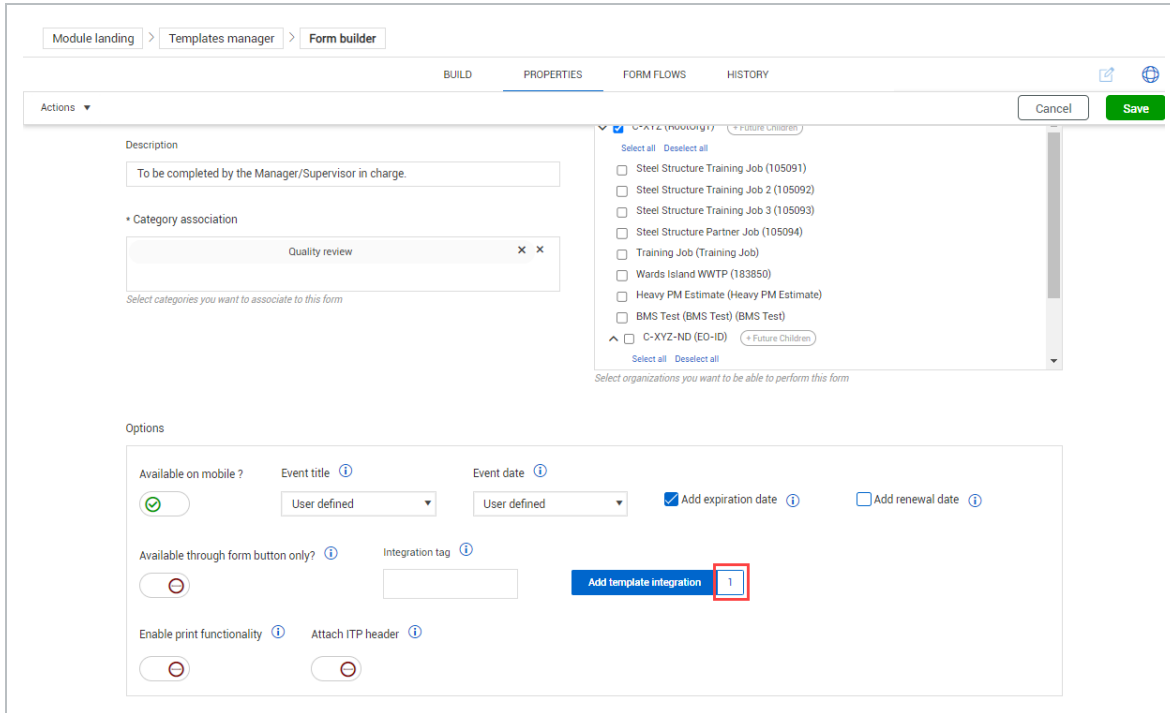 Module landing > Templates manager > Form builder
BUILD PROPERTIES FORM FLOWS HISTORY
Actions
Cancel Save
Description
To be completed by the Manager/Supervisor in charge.
* Category association
Quality review
Select categories you want to associate to this form
C-XYZ (RootOrg1) + Future Children
Select all Deselect all
Steel Structure Training Job (105091)
Steel Structure Training Job 2 (105092)
Steel Structure Training Job 3 (105093)
Steel Structure Partner Job (105094)
Training Job (Training Job)
Wards Island WWTP (183850)
Heavy PM Estimate (Heavy PM Estimate)
BMS Test (BMS Test) (BMS Test)
C-XYZ-ND (EO-ID) + Future Children
Select all Deselect all
Select organizations you want to be able to perform this form
Options
Available on mobile ? Event title Event date
User defined User defined Add expiration date Add renewal date
Available through form button only? Integration tag
Add template integration 1
Enable print functionality Attach ITP header